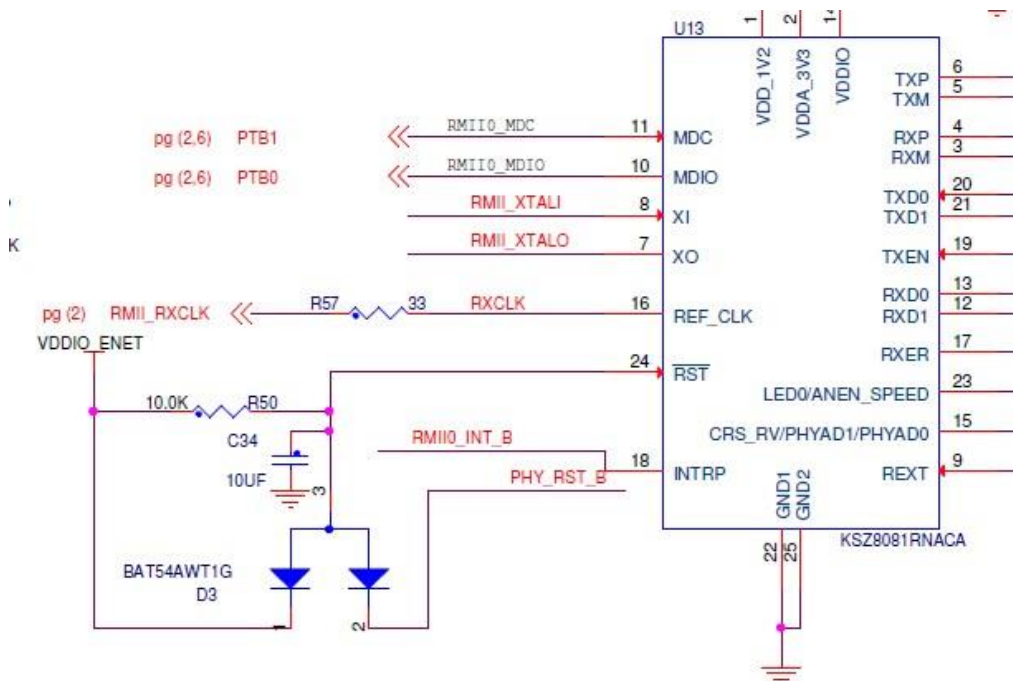 U13
1
2
14
VDD_1V2
VDDA_3V3
VDDIO
TXP 6
TXM 5
pg (2,6) PTB1 RMII0_MDC 11 MDC
RXP 4
RXM 3
pg (2,6) PTB0 RMII0_MDIO 10 MDIO
TXD0 20
RMII_XTALI 8 XI
TXD1 21
K
RMII_XTALO 7 XO
TXEN 19
RXD0 13
pg (2) RMII_RXCLK R57 33 RXCLK 16 REF_CLK
RXD1 12
VDDIO_ENET
RXER 17
24 RST
LED0/ANEN_SPEED 23
10.0K R50
CRS_RV/PHYAD1/PHYAD0 15
C34
RMII0_INT_B
10UF
18 INTRP
REXT 9
PHY_RST_B
3
GND1
GND2
KSZ8081RNACA
22
25
BAT54AWT1G
D3
1
2